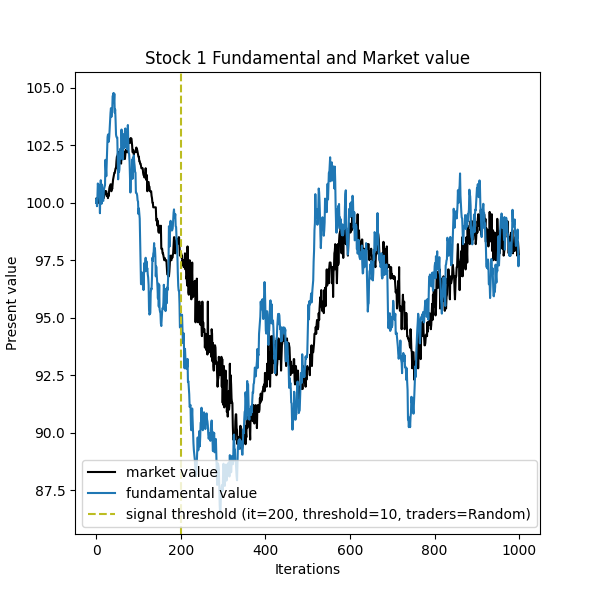 Stock 1 Fundamental and Market value
105.0
102.5
100.0
97.5
95.0
92.5
90.0
87.5
Present value
market value
fundamental value
signal threshold (it=200, threshold=10, traders=Random)
0 200 400 600 800 1000
Iterations